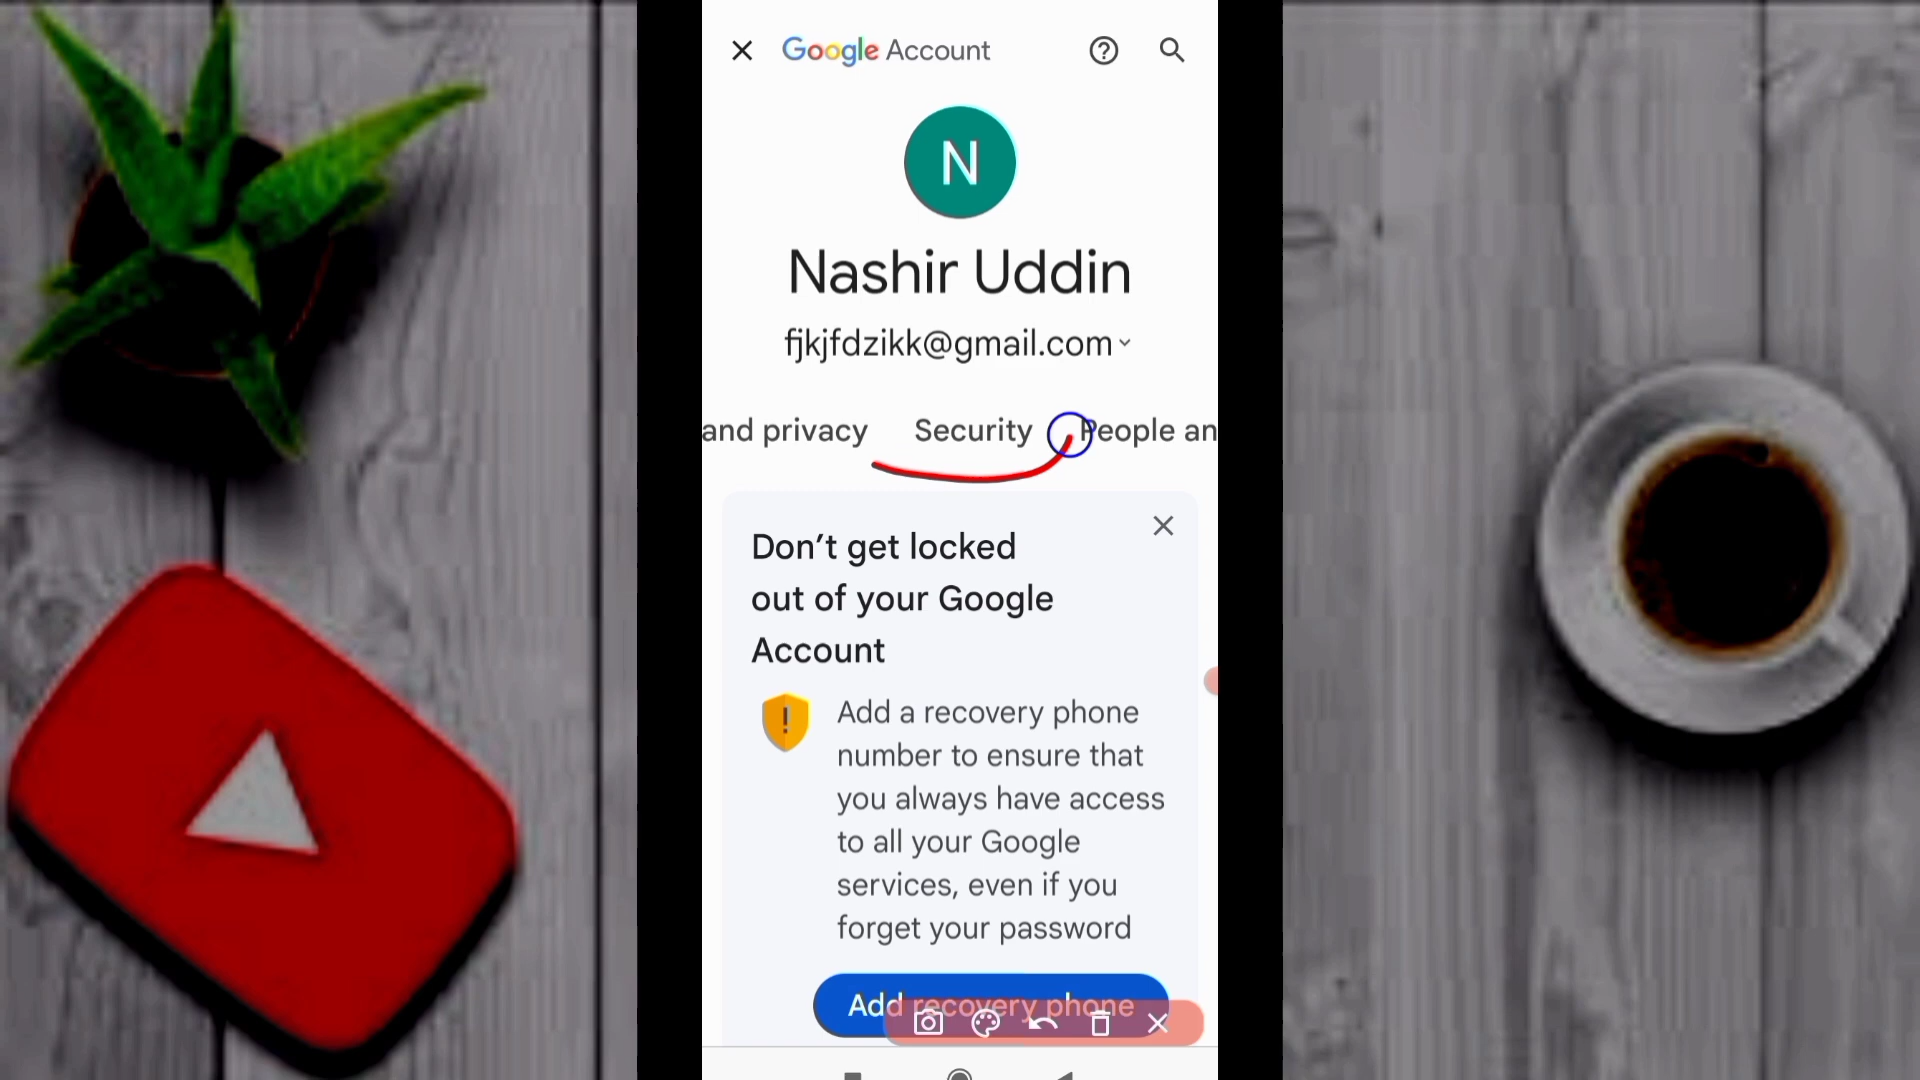 Google Account
N
Nashir Uddin
fjkjfdzikk@gmail.com
and privacy Security People an
Don’t get locked
out of your Google
Account
Add a recovery phone
number to ensure that
you always have access
to all your Google
services, even if you
forget your password
Add recovery phone